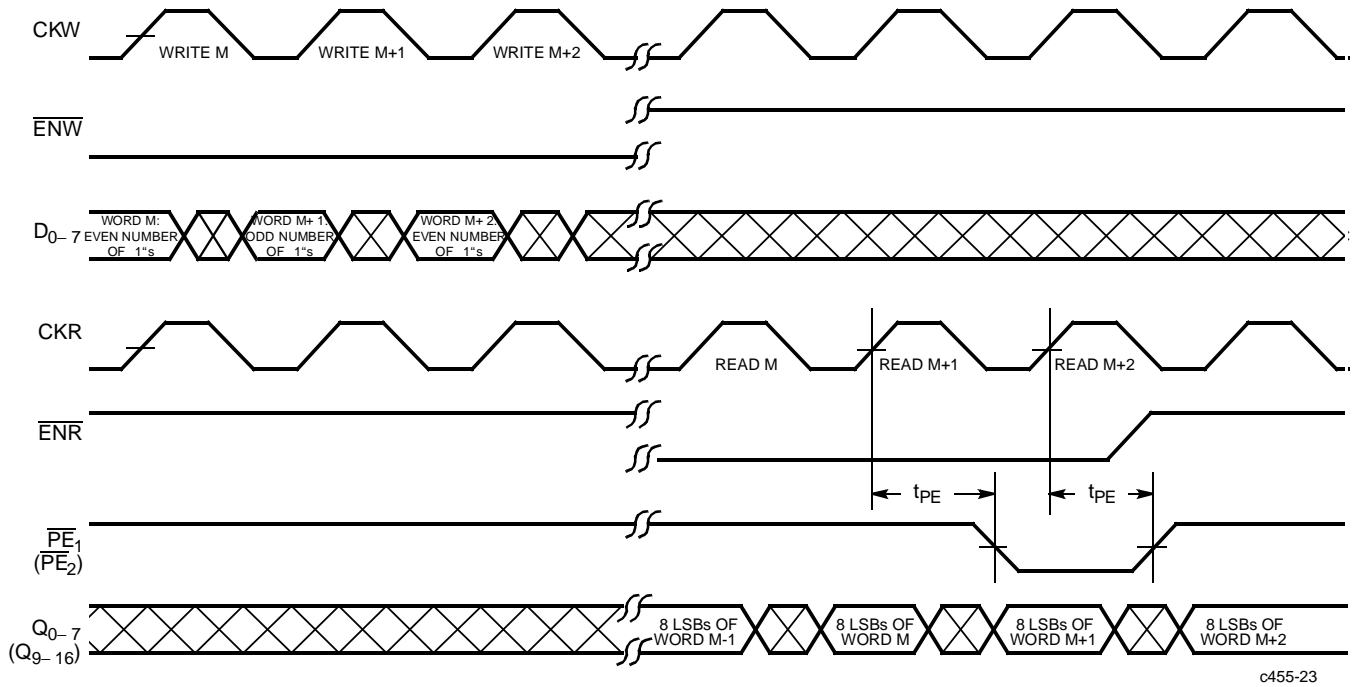 CKW
WRITE M WRITE M+1 WRITE M+2
ENW
D0–7
WORD M:
EVEN NUMBER
OF 1“s
WORD M+1
ODD NUMBER
OF 1“s
WORD M+2
EVEN NUMBER
OF 1“s
CKR
READ M READ M+1 READ M+2
ENR
tPE tPE
PE1
(PE2)
Q0–7
(Q9–16)
8 LSBs OF
WORD M-1
8 LSBs OF
WORD M
8 LSBs OF
WORD M+1
8 LSBs OF
WORD M+2
c455-23